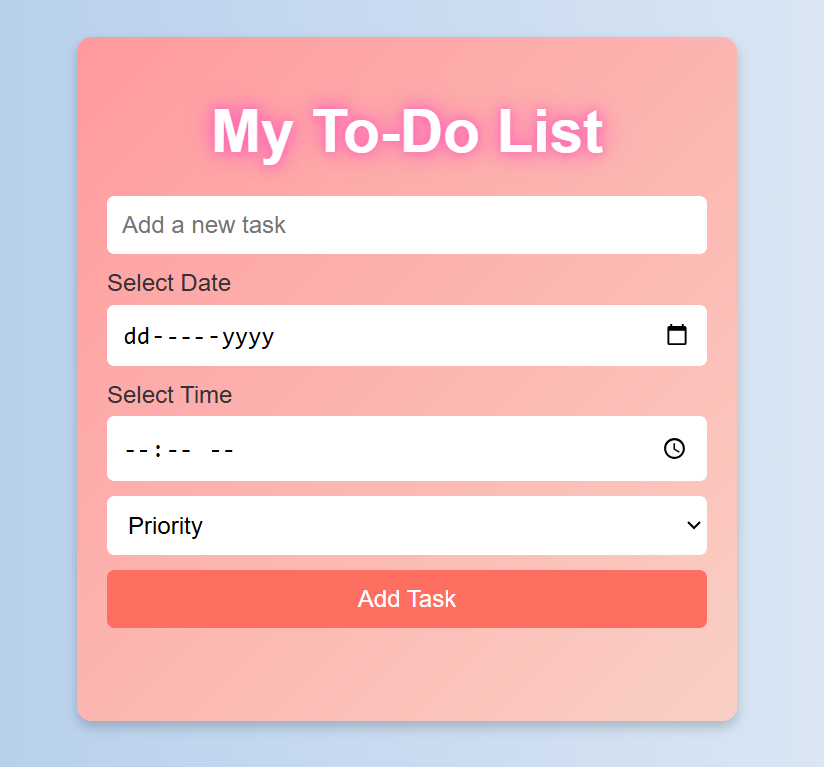 My To-Do List
Add a new task
Select Date
dd-----yyyy
Select Time
--:-- --
Priority
Add Task